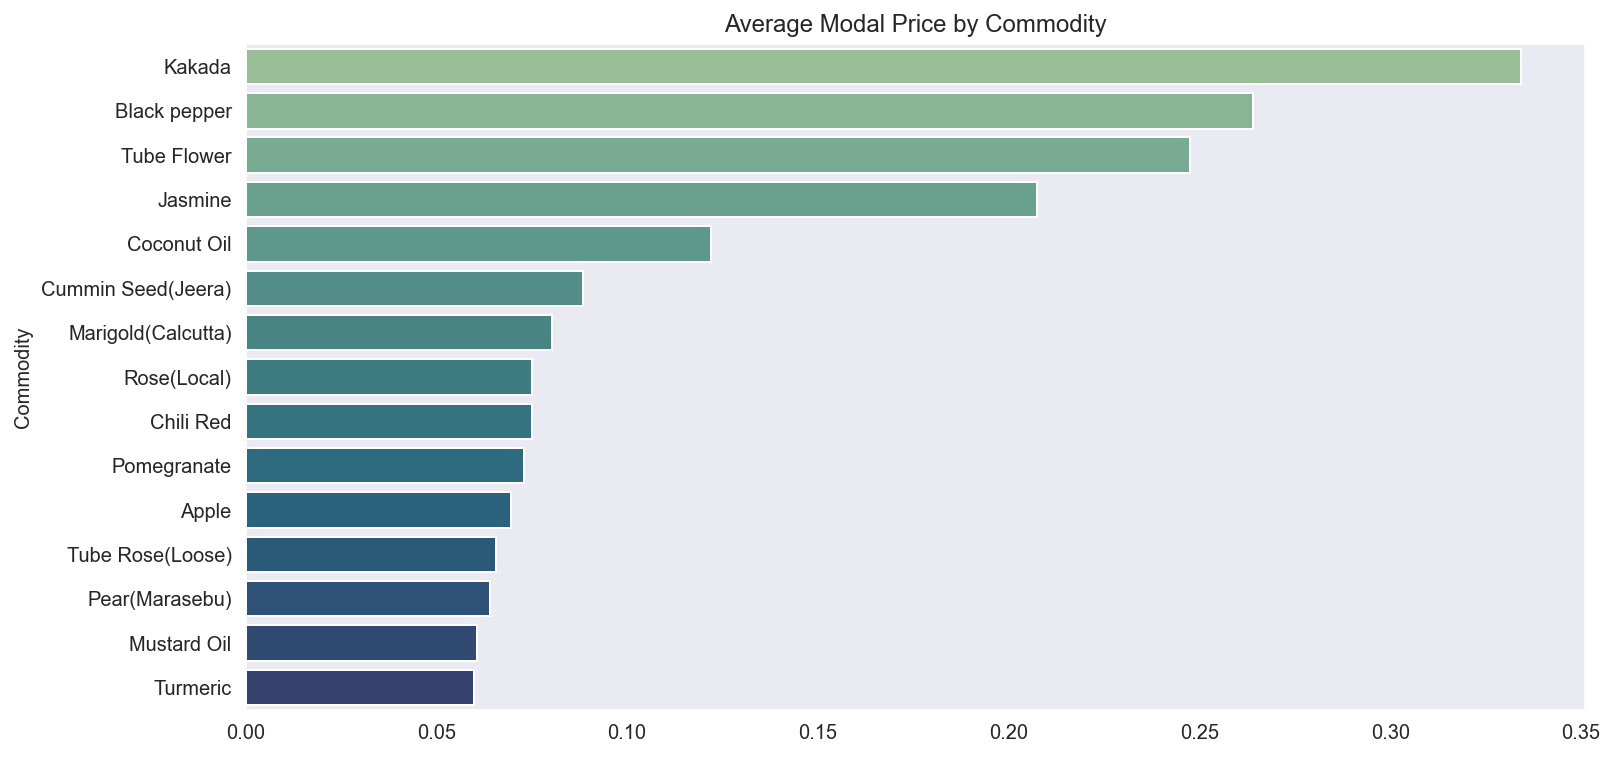 Average Modal Price by Commodity
Commodity
Kakada
Black pepper
Tube Flower
Jasmine
Coconut Oil
Cummin Seed(Jeera)
Marigold(Calcutta)
Rose(Local)
Chili Red
Pomegranate
Apple
Tube Rose(Loose)
Pear(Marasebu)
Mustard Oil
Turmeric
0.00 0.05 0.10 0.15 0.20 0.25 0.30 0.35